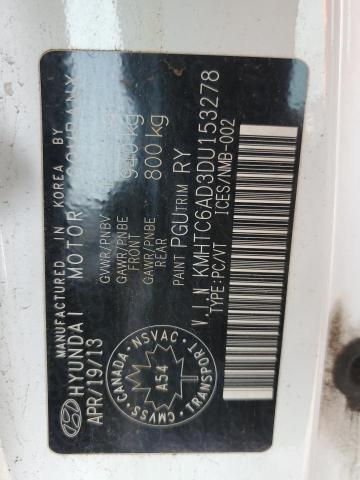 MANUFACTURED IN KOREA BY
HYUNDAI MOTOR COMPANY
APR/19/13
GVWR/PNBV
GAWR/PNBE FRONT 940 kg
GAWR/PNBE REAR 800 kg
PAINT PGU TRIM RY
V.I.N KMHTC6AD3DU153278
TYPE:PC/VT ICES/NMB-002
CANADA · NSVAC · TRANSPORT · CMVSS
A54